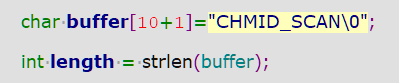 char buffer[10+1]="CHMID_SCAN\0";
int length = strlen(buffer);